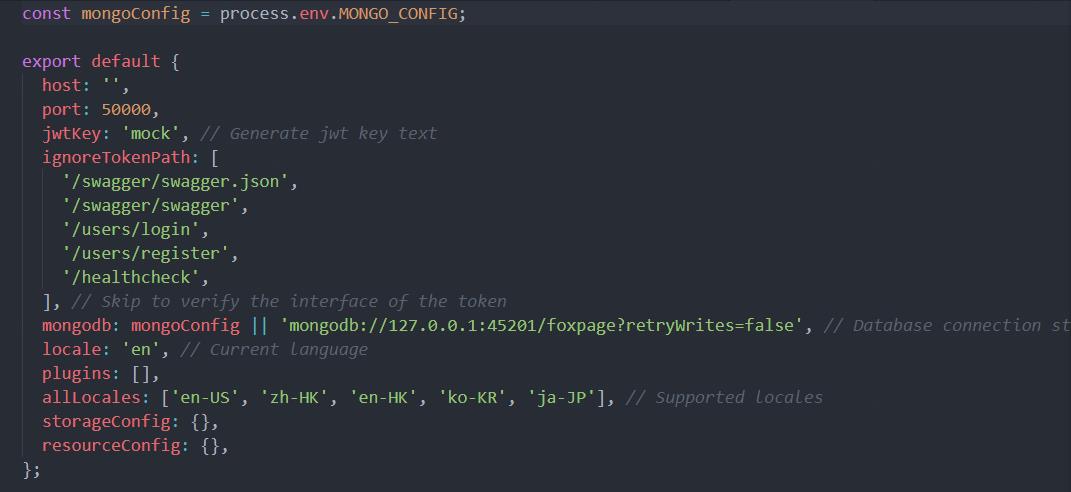 const mongoConfig = process.env.MONGO_CONFIG;
export default {
host: '',
port: 50000,
jwtKey: 'mock', // Generate jwt key text
ignoreTokenPath: [
'/swagger/swagger.json',
'/swagger/swagger',
'/users/login',
'/users/register',
'/healthcheck',
], // Skip to verify the interface of the token
mongodb: mongoConfig || 'mongodb://127.0.0.1:45201/foxpage?retryWrites=false', // Database connection st
locale: 'en', // Current language
plugins: [],
allLocales: ['en-US', 'zh-HK', 'en-HK', 'ko-KR', 'ja-JP'], // Supported locales
storageConfig: {},
resourceConfig: {},
};